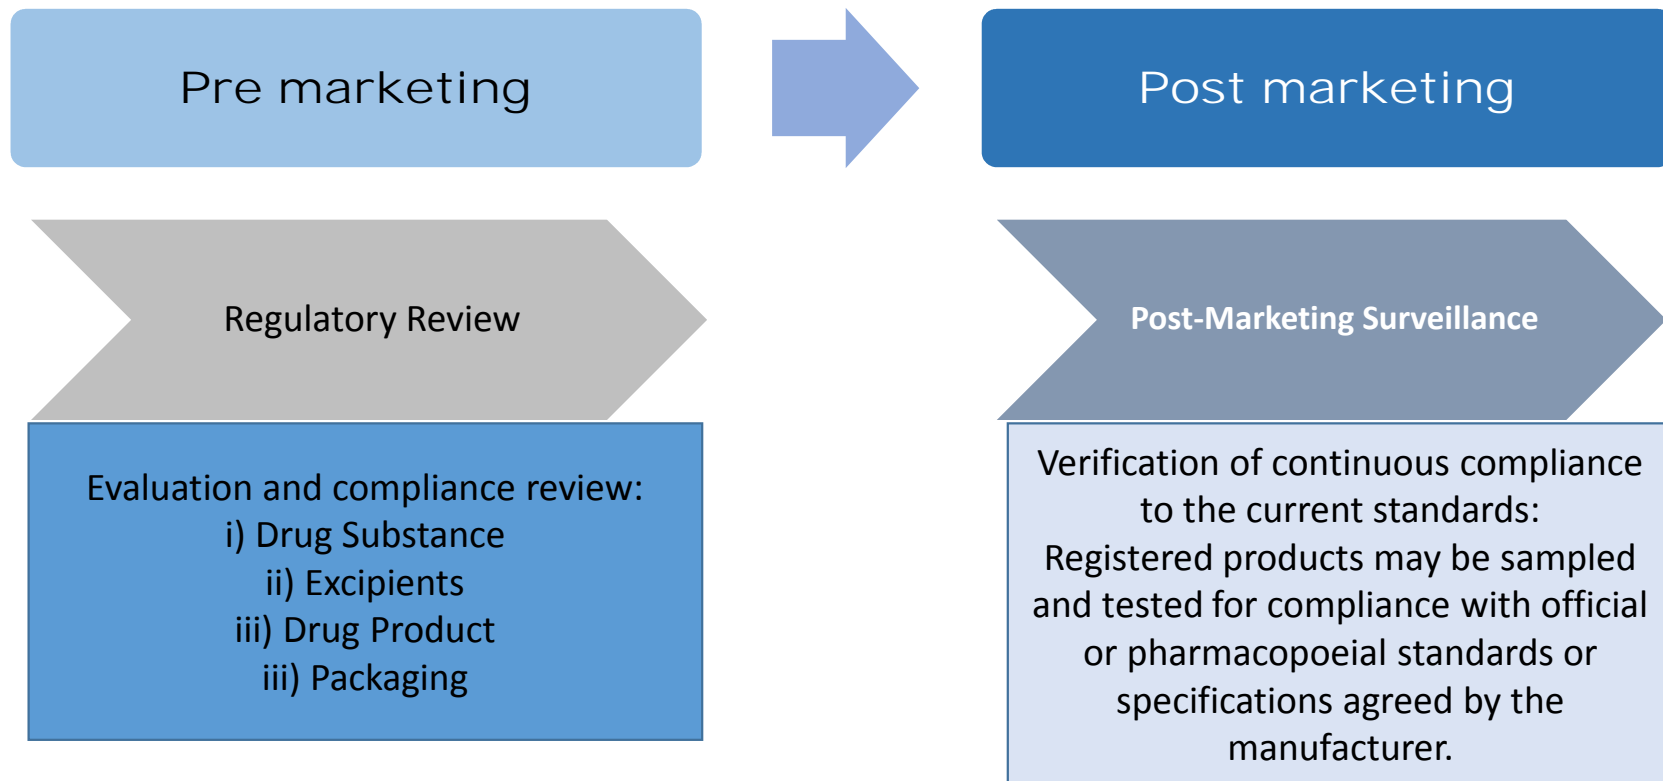 Pre marketing
Post marketing
Regulatory Review
Post-Marketing Surveillance
Evaluation and compliance review:
i) Drug Substance
ii) Excipients
iii) Drug Product
iii) Packaging
Verification of continuous compliance
to the current standards:
Registered products may be sampled
and tested for compliance with official
or pharmacopoeial standards or
specifications agreed by the
manufacturer.